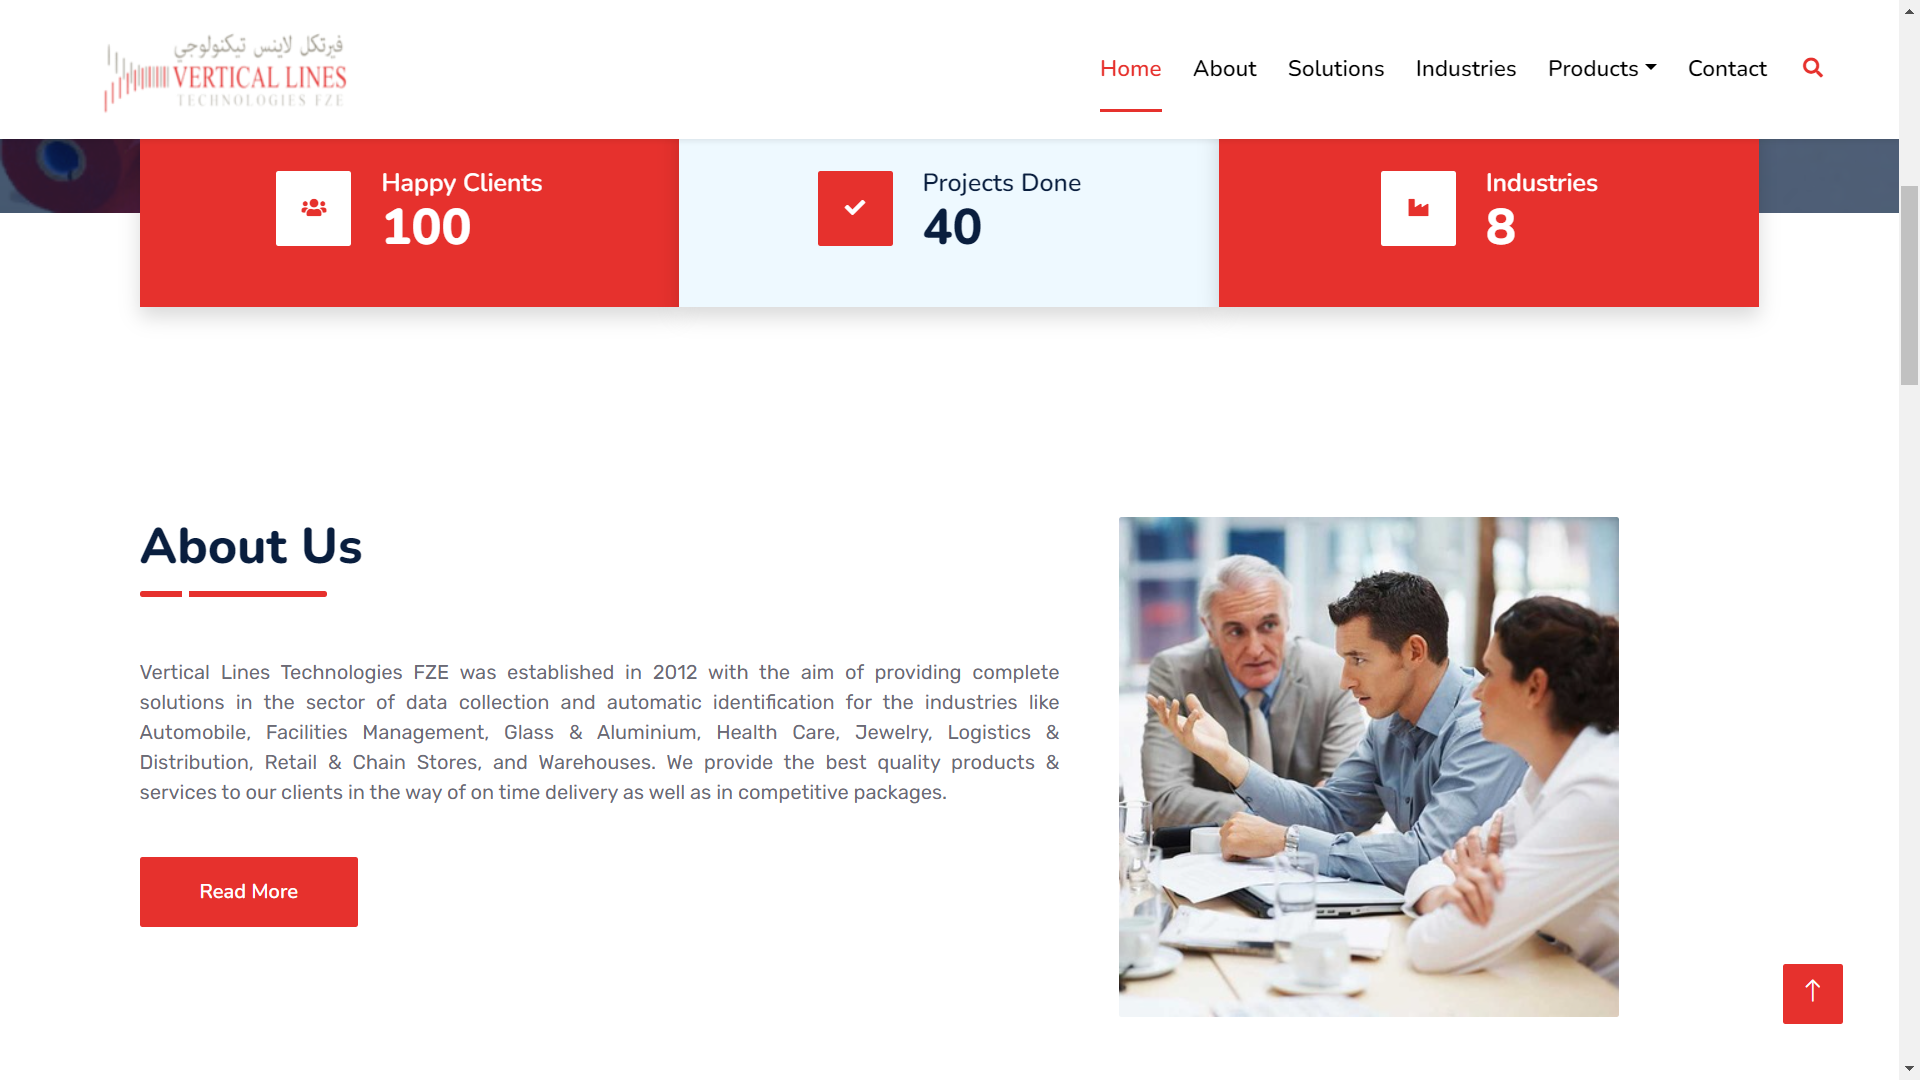 فيرتكل لاينس تيكنولوجي
VERTICAL LINES
TECHNOLOGIES FZE
Home About Solutions Industries Products Contact
Happy Clients
100
Projects Done
40
Industries
8
About Us
Vertical Lines Technologies FZE was established in 2012 with the aim of providing complete
solutions in the sector of data collection and automatic identification for the industries like
Automobile, Facilities Management, Glass & Aluminium, Health Care, Jewelry, Logistics &
Distribution, Retail & Chain Stores, and Warehouses. We provide the best quality products &
services to our clients in the way of on time delivery as well as in competitive packages.
Read More